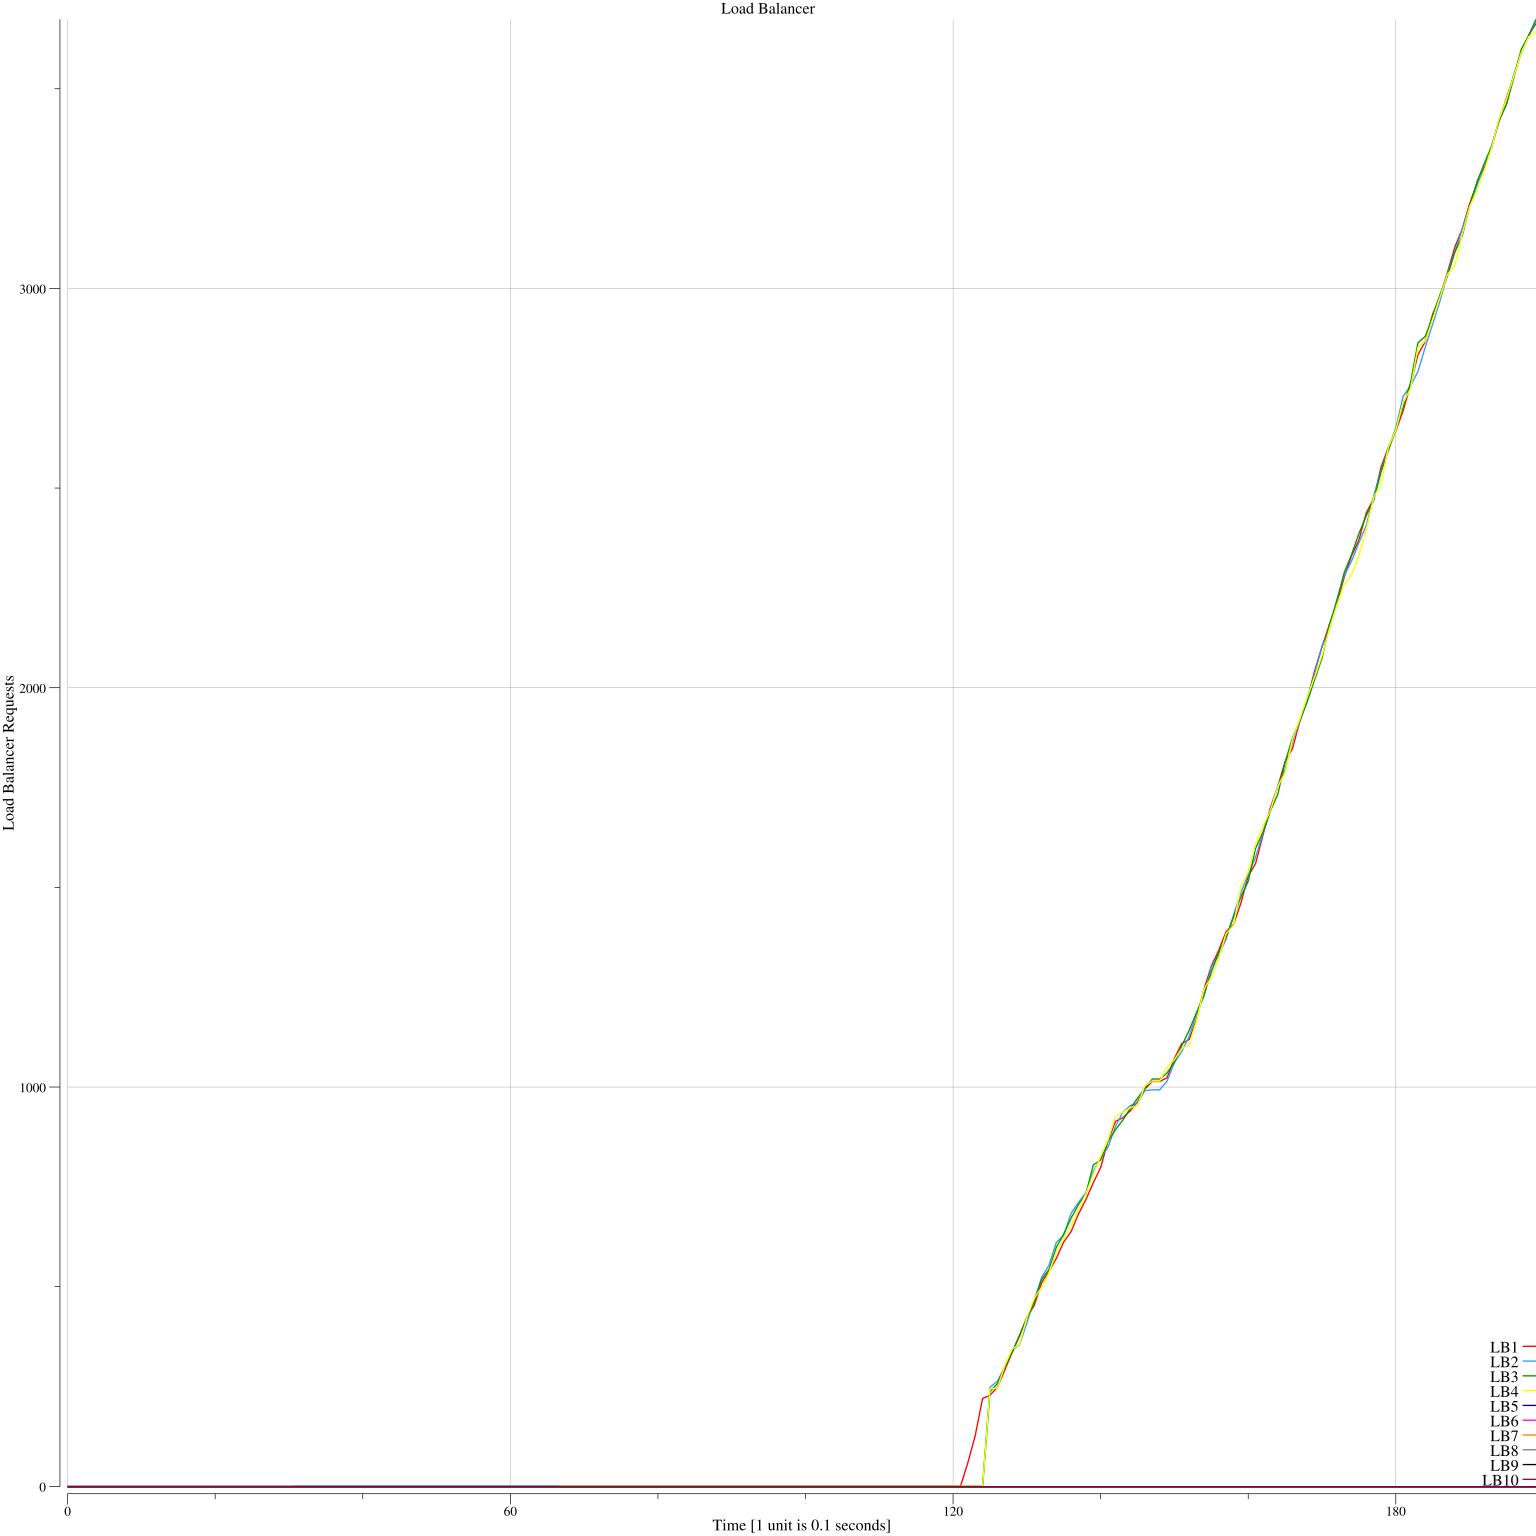 Load Balancer
3000
2000
1000
0
Load Balancer Requests
LB1
LB2
LB3
LB4
LB5
LB6
LB7
LB8
LB9
LB10
0
60
120
180
Time [1 unit is 0.1 seconds]